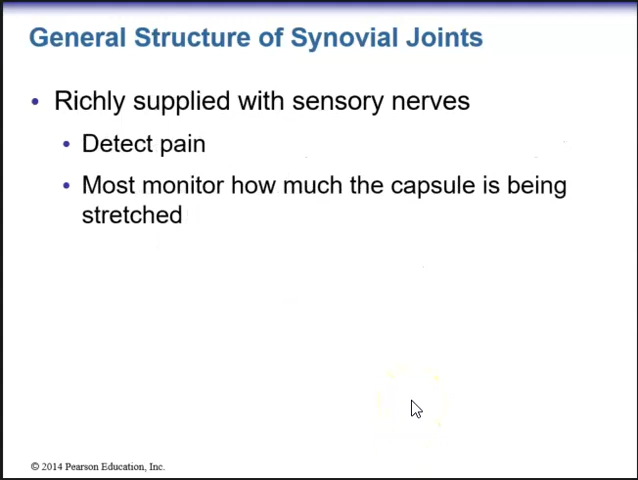 General Structure of Synovial Joints
• Richly supplied with sensory nerves
• Detect pain
• Most monitor how much the capsule is being
stretched
© 2014 Pearson Education, Inc.